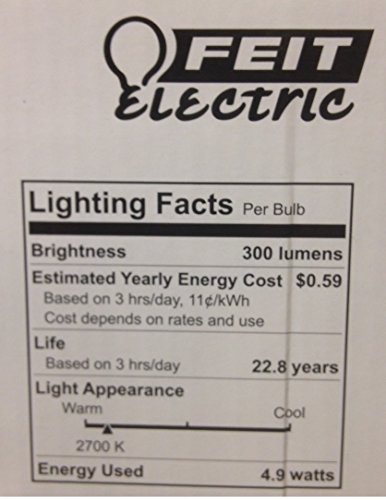 FEIT
Electric
Lighting Facts Per Bulb
Brightness 300 lumens
Estimated Yearly Energy Cost $0.59
Based on 3 hrs/day, 11¢/kWh
Cost depends on rates and use
Life
Based on 3 hrs/day 22.8 years
Light Appearance
Warm Cool
2700 K
Energy Used 4.9 watts